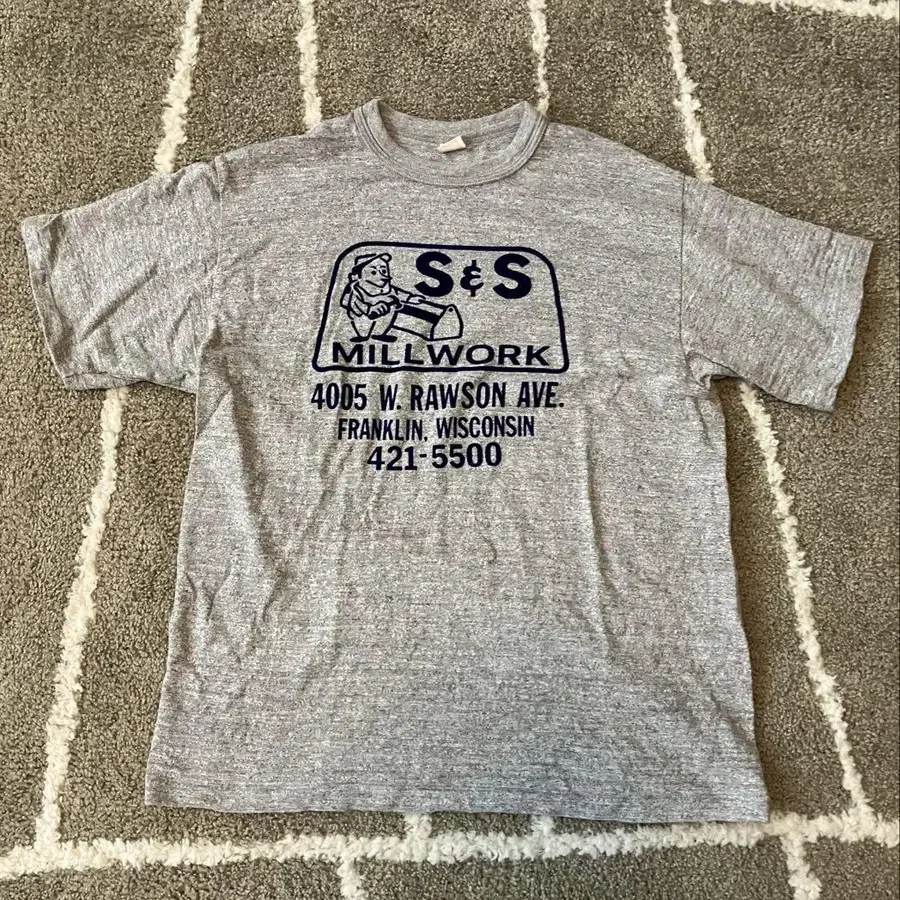 S&S
MILLWORK
4005 W. RAWSON AVE.
FRANKLIN, WISCONSIN
421-5500